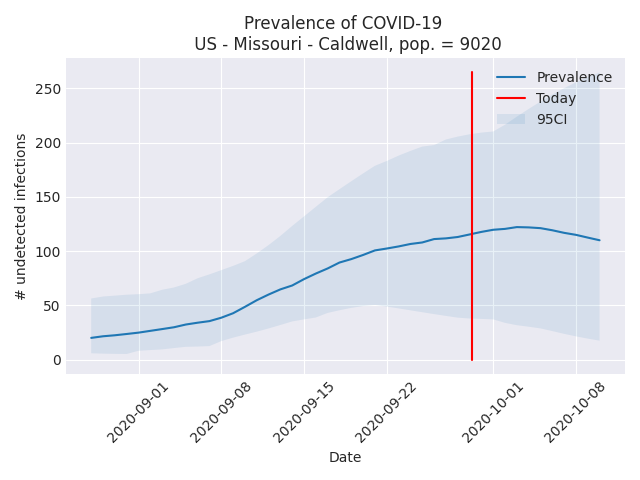 Prevalence of COVID-19
US - Missouri - Caldwell, pop. = 9020
Prevalence
Today
95CI
# undetected infections
250
200
150
100
50
0
2020-09-01
2020-09-08
2020-09-15
2020-09-22
2020-10-01
2020-10-08
Date